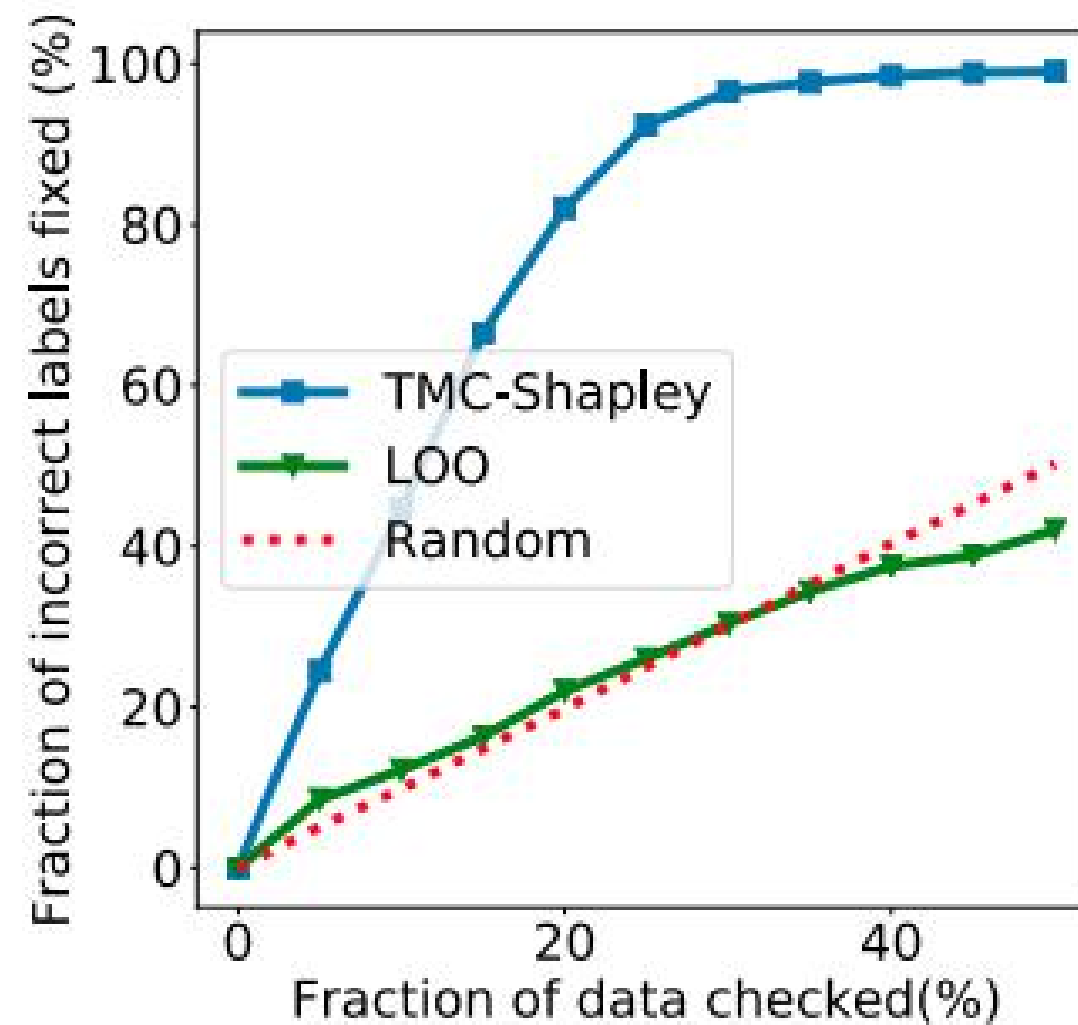 Fraction of incorrect labels fixed (%)
100
80
60
40
20
0
TMC-Shapley
LOO
Random
0 20 40
Fraction of data checked(%)